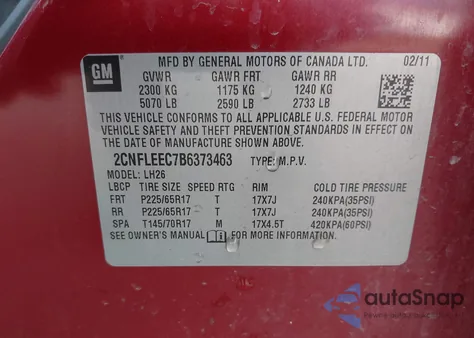 GM
MFD BY GENERAL MOTORS OF CANADA LTD. 02/11
GVWR GAWR FRT GAWR RR
2300 KG 1175 KG 1240 KG
5070 LB 2590 LB 2733 LB
THIS VEHICLE CONFORMS TO ALL APPLICABLE U.S. FEDERAL MOTOR
VEHICLE SAFETY AND THEFT PREVENTION STANDARDS IN EFFECT ON
THE DATE OF MANUFACTURE SHOWN ABOVE.
2CNFLEEC7B6373463 TYPE: M.P.V.
MODEL: LH26
LBCP TIRE SIZE SPEED RTG RIM COLD TIRE PRESSURE
FRT P225/65R17 T 17X7J 240KPA(35PSI)
RR P225/65R17 T 17X7J 240KPA(35PSI)
SPA T145/70R17 M 17X4.5T 420KPA(60PSI)
SEE OWNER'S MANUAL FOR MORE INFORMATION
autoSnap